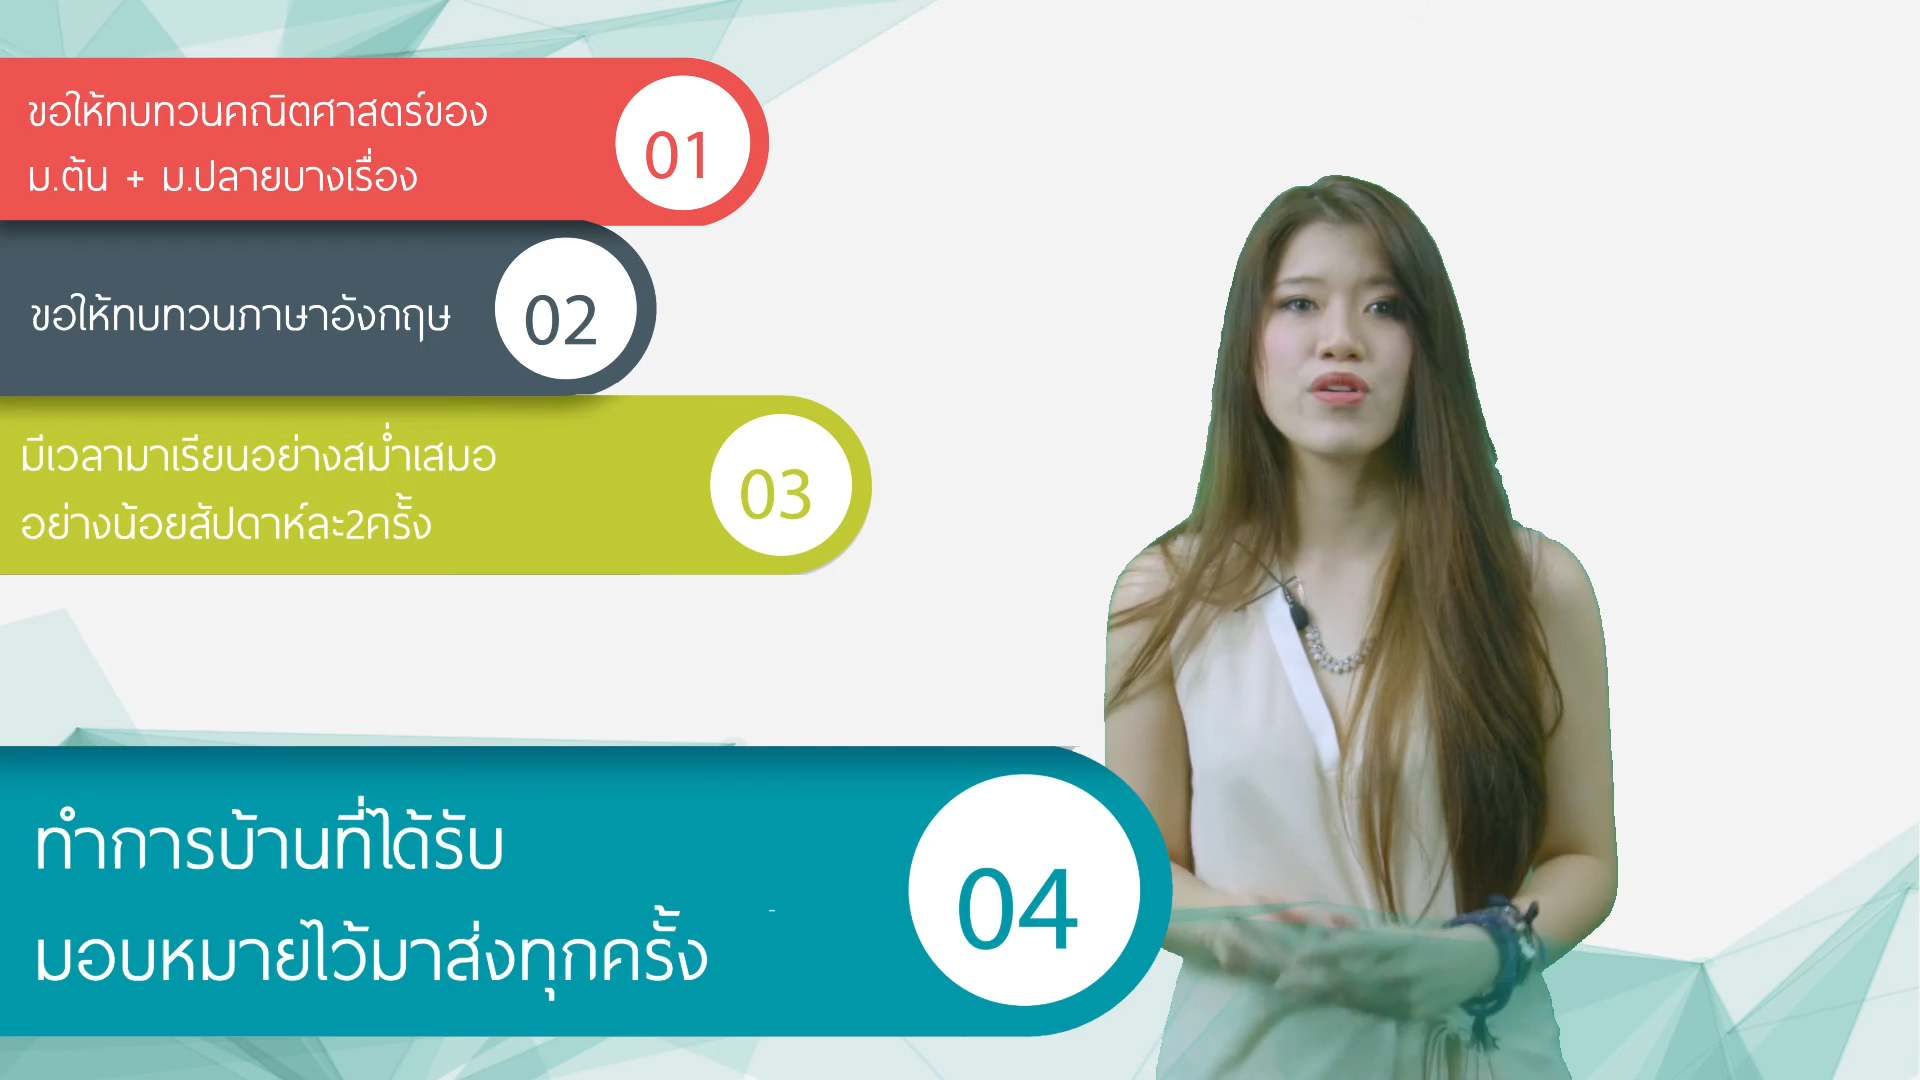 ขอให้ทบทวนคณิตศาสตร์ของ
ม.ต้น + ม.ปลายบางเรื่อง
01
ขอให้ทบทวนภาษาอังกฤษ
02
มีเวลามาเรียนอย่างสม่ำเสมอ
อย่างน้อยสัปดาห์ละ2ครั้ง
03
ทำการบ้านที่ได้รับ
มอบหมายไว้มาส่งทุกครั้ง
04